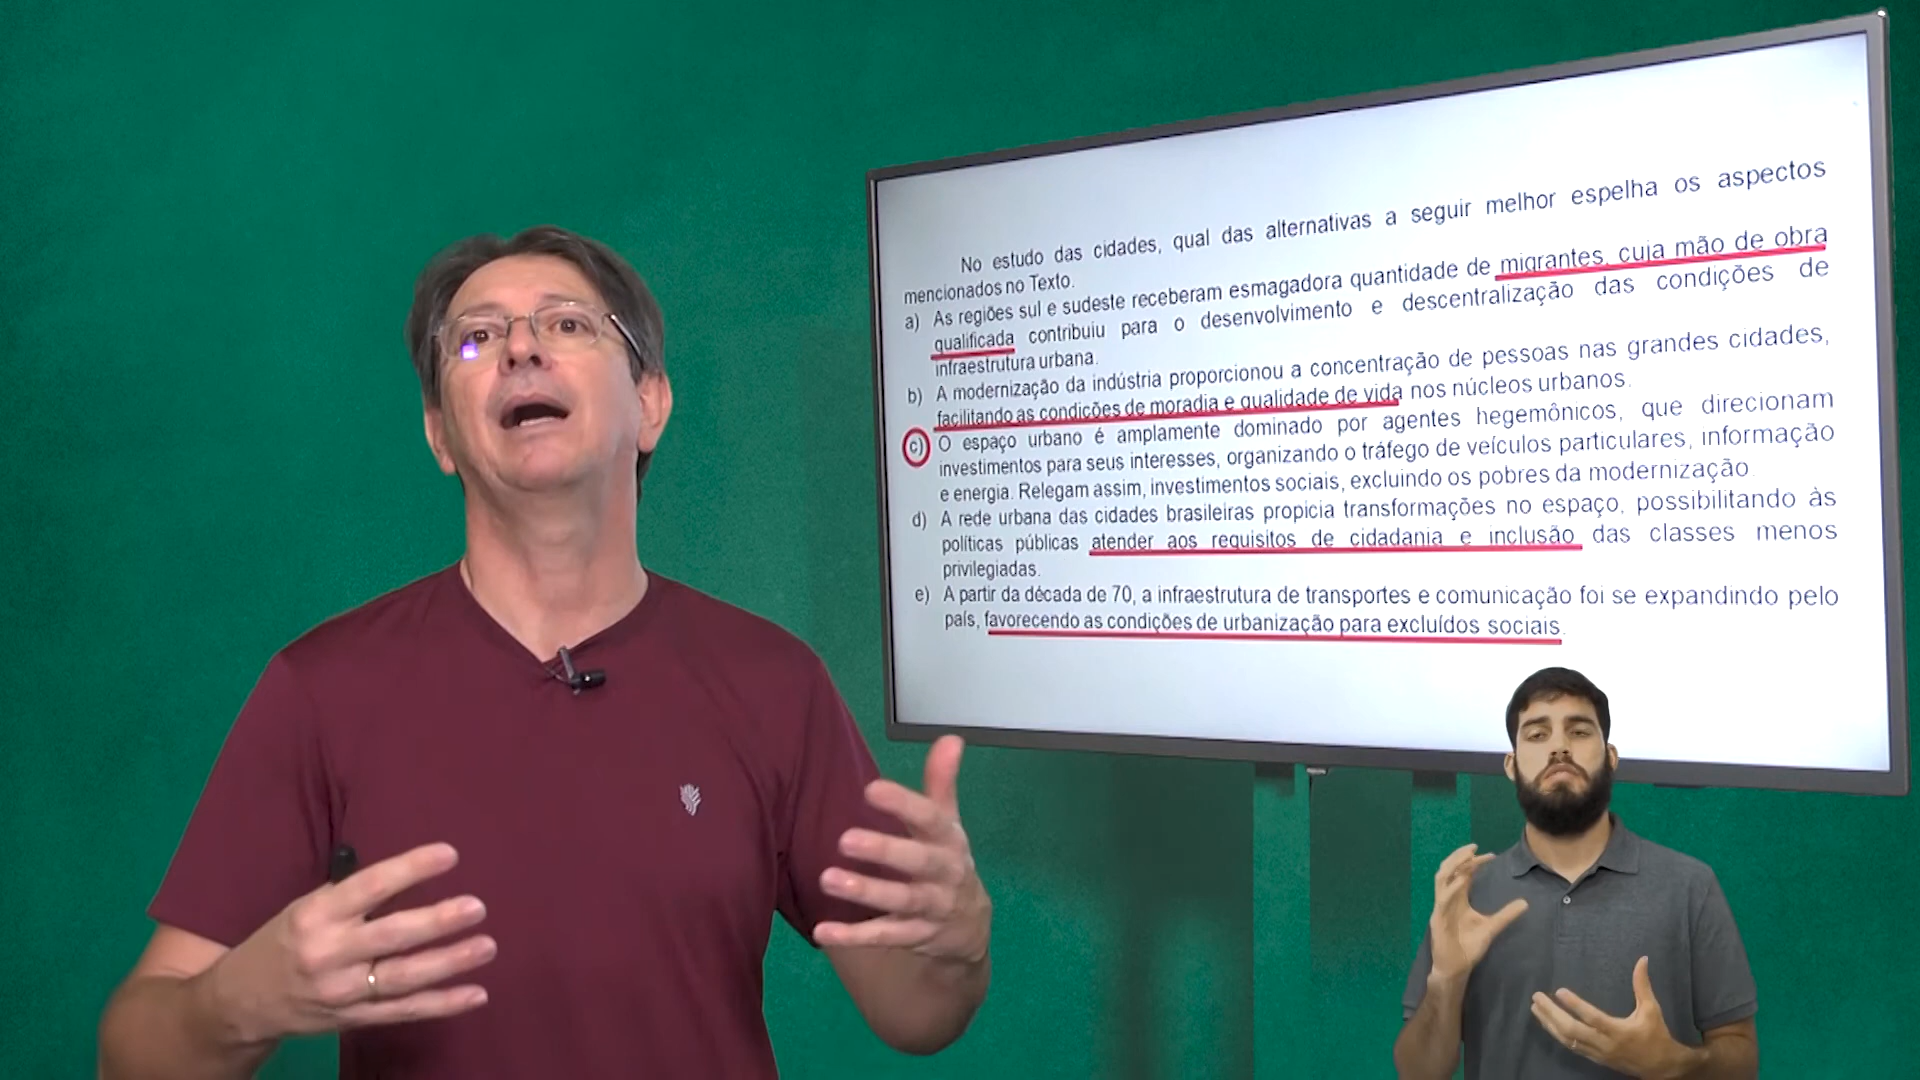 No estudo das cidades, qual das alternativas a seguir melhor espelha os aspectos
mencionados no Texto.
a) As regiões sul e sudeste receberam esmagadora quantidade de migrantes, cuja mão de obra
qualificada contribuiu para o desenvolvimento e descentralização das condições de
infraestrutura urbana.
b) A modernização da indústria proporcionou a concentração de pessoas nas grandes cidades,
facilitando as condições de moradia e qualidade de vida nos núcleos urbanos.
c) O espaço urbano é amplamente dominado por agentes hegemônicos, que direcionam
investimentos para seus interesses, organizando o tráfego de veículos particulares, informação
e energia. Relegam assim, investimentos sociais, excluindo os pobres da modernização.
d) A rede urbana das cidades brasileiras propicia transformações no espaço, possibilitando às
políticas públicas atender aos requisitos de cidadania e inclusão das classes menos
privilegiadas.
e) A partir da década de 70, a infraestrutura de transportes e comunicação foi se expandindo pelo
país, favorecendo as condições de urbanização para excluídos sociais.